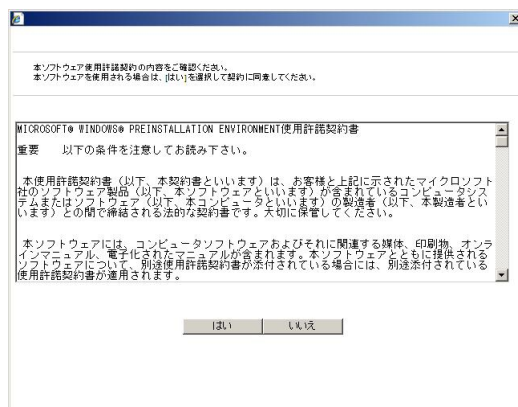 本ソフトウェア使用許諾契約の内容をご確認ください。
本ソフトウェアを使用される場合は、[はい]を選択して契約に同意してください。
MICROSOFT® WINDOWS® PREINSTALLATION ENVIRONMENT使用許諾契約書
重要　　以下の条件を注意してお読み下さい。
本使用許諾契約書（以下、本契約書といいます）は、お客様と上記に示されたマイクロソフト
社のソフトウェア製品（以下、本ソフトウェアといいます）が含まれているコンピュータシス
テムまたはソフトウェア（以下、本コンピュータといいます）の製造者（以下、本製造者とい
います）との間で締結される法的な契約書です。大切に保管してください。
本ソフトウェアには、コンピュータソフトウェアおよびそれに関連する媒体、印刷物、オンラ
インマニュアル、電子化されたマニュアルが含まれます。本ソフトウェアとともに提供される
ソフトウェアについて、別途使用許諾契約書が添付されている場合には、別途添付されている
使用許諾契約書が適用されます。
はい　いいえ